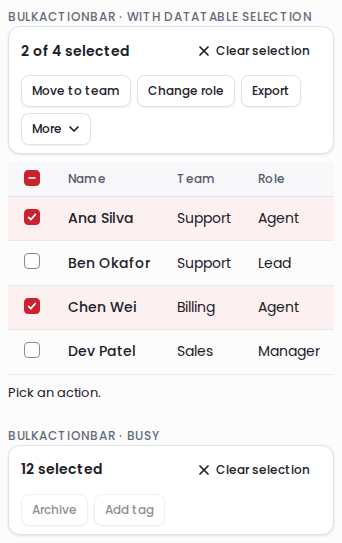 BULKACTIONBAR · WITH DATATABLE SELECTION
2 of 4 selected Clear selection
Move to team Change role Export
More
Name Team Role
Ana Silva Support Agent
Ben Okafor Support Lead
Chen Wei Billing Agent
Dev Patel Sales Manager
Pick an action.
BULKACTIONBAR · BUSY
12 selected Clear selection
Archive Add tag